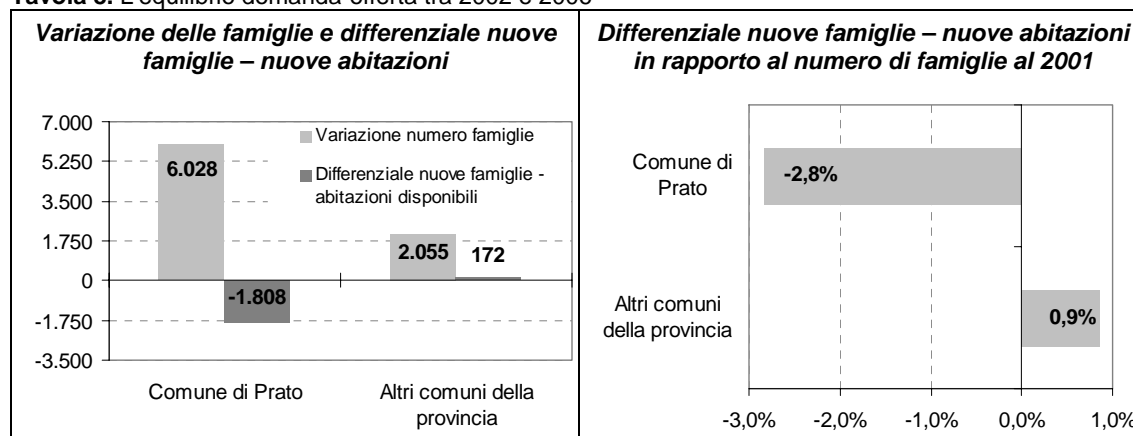 Variazione delle famiglie e differenziale nuove
famiglie – nuove abitazioni
7.000
5.250
3.500
1.750
0
-1.750
-3.500
Variazione numero famiglie
Differenziale nuove famiglie -
abitazioni disponibili
6.028
-1.808
2.055
172
Comune di Prato
Altri comuni della
provincia
Differenziale nuove famiglie – nuove abitazioni
in rapporto al numero di famiglie al 2001
Comune di
Prato
-2,8%
Altri comuni
della provincia
0,9%
-3,0%
-2,0%
-1,0%
0,0%
1,0%